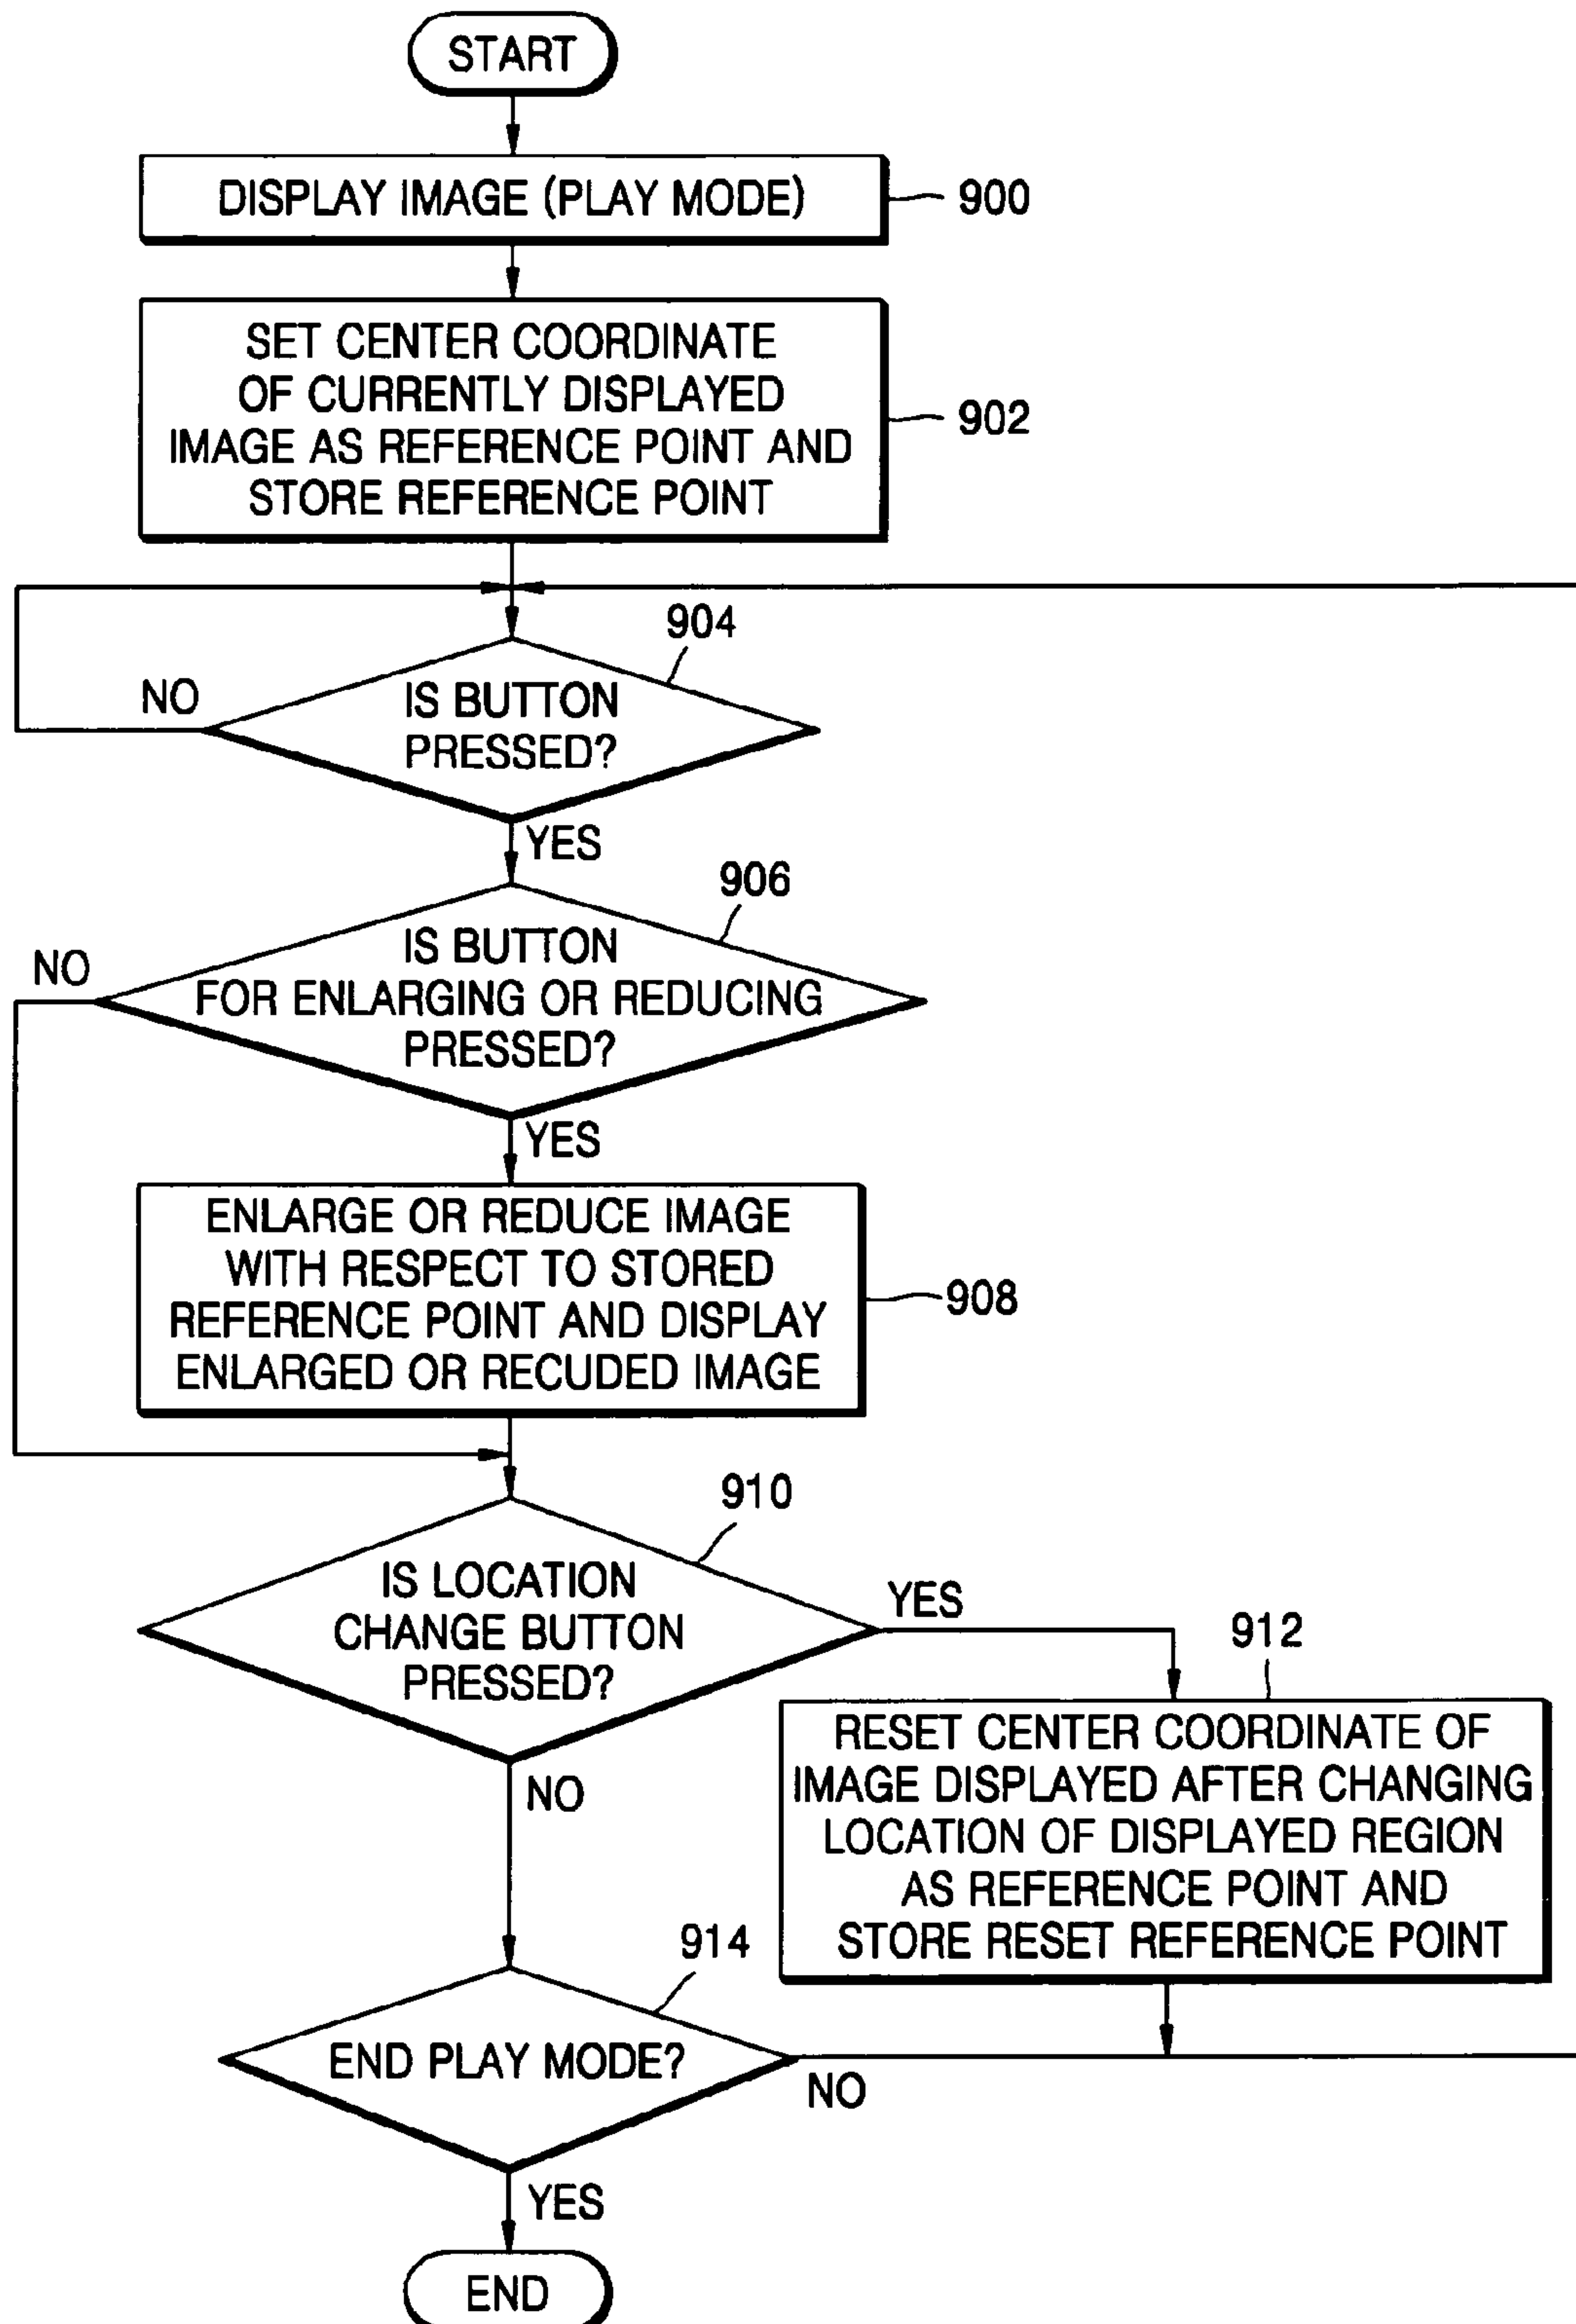 START
DISPLAY IMAGE (PLAY MODE)
900
SET CENTER COORDINATE
OF CURRENTLY DISPLAYED
IMAGE AS REFERENCE POINT AND
STORE REFERENCE POINT
902
904
NO
IS BUTTON
PRESSED?
YES
906
NO
IS BUTTON
FOR ENLARGING OR REDUCING
PRESSED?
YES
ENLARGE OR REDUCE IMAGE
WITH RESPECT TO STORED
REFERENCE POINT AND DISPLAY
ENLARGED OR RECUDED IMAGE
908
910
IS LOCATION
CHANGE BUTTON
PRESSED?
YES
912
NO
RESET CENTER COORDINATE OF
IMAGE DISPLAYED AFTER CHANGING
LOCATION OF DISPLAYED REGION
AS REFERENCE POINT AND
STORE RESET REFERENCE POINT
914
END PLAY MODE?
NO
YES
END